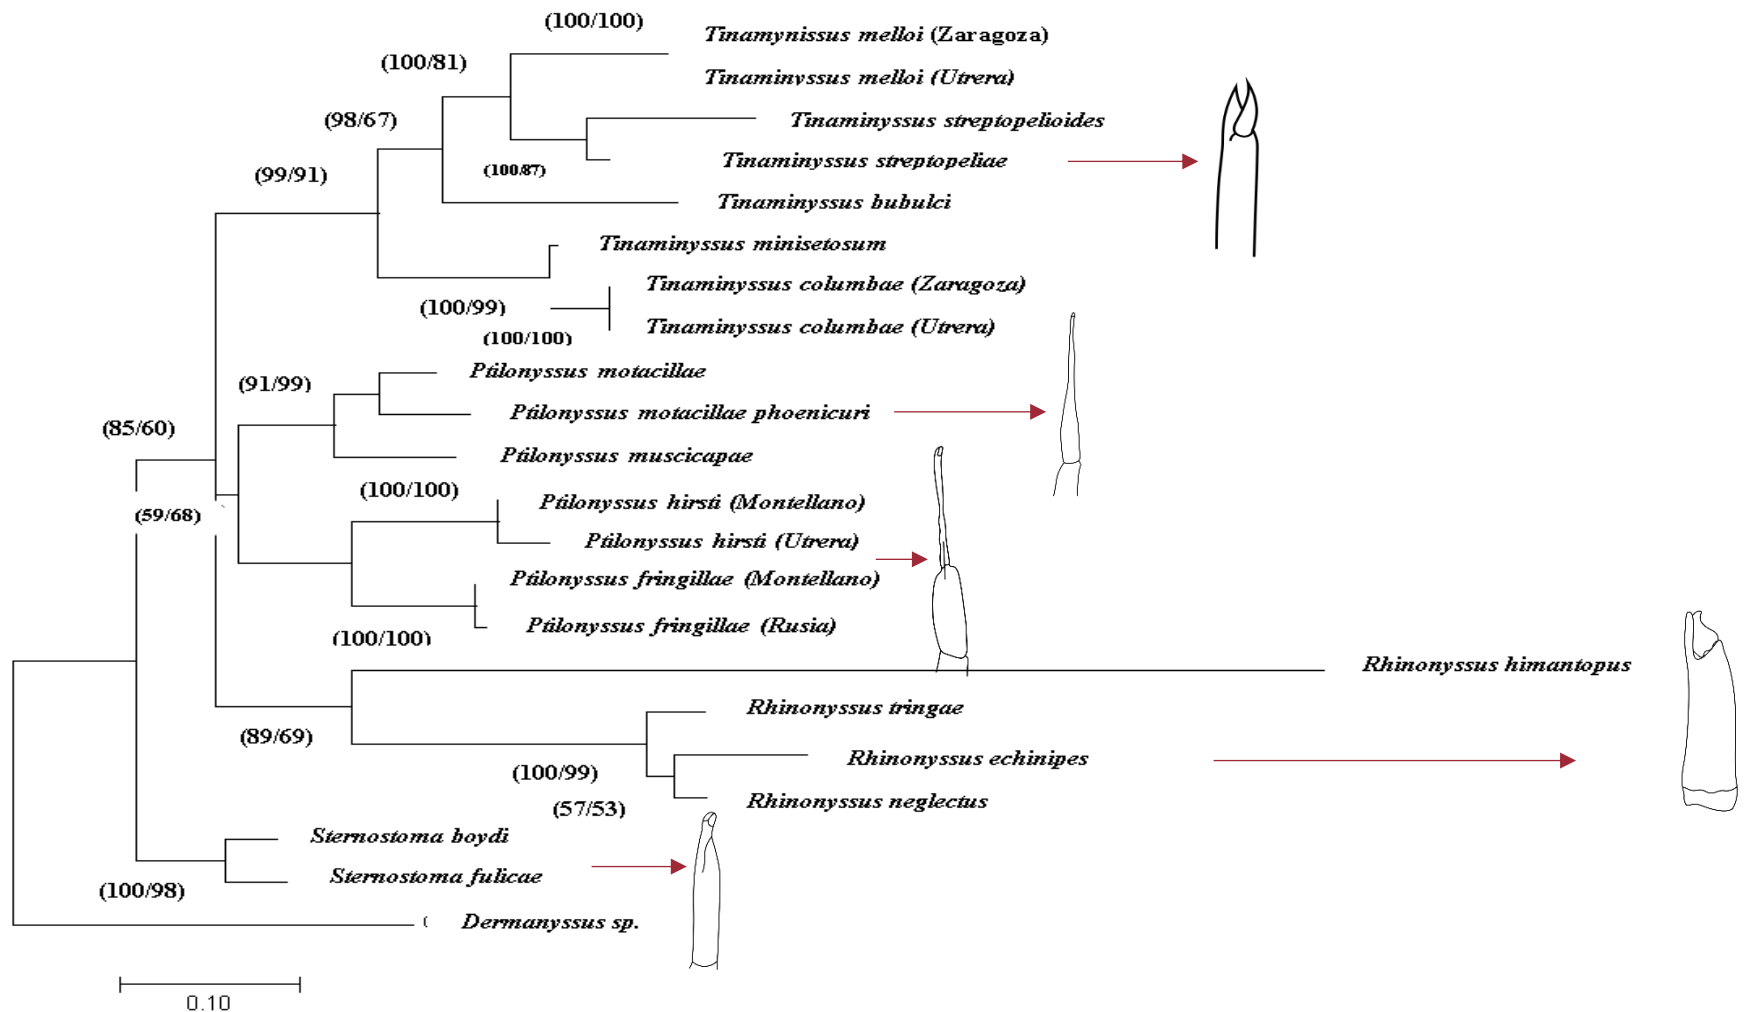 (100/100)
Tinamynissus melloi (Zaragoza)
(100/81)
Tinaminyssus melloi (Utrera)
(98/67)
Tinaminyssus streptopelioides
(100/87)
Tinaminyssus streptopeliae
(99/91)
Tinaminyssus bubulci
Tinaminyssus minisetosum
Tinaminyssus columbae (Zaragoza)
(100/99)
Tinaminyssus columbae (Utrera)
(100/100)
Ptilonyssus motacillae
(91/99)
Ptilonyssus motacillae phoenicuri
(85/60)
Ptilonyssus muscicapae
(100/100)
Ptilonyssus hirsti (Montellano)
(59/68)
Ptilonyssus hirsti (Utrera)
Ptilonyssus fringillae (Montellano)
Ptilonyssus fringillae (Rusia)
(100/100)
Rhinonyssus himantopus
Rhinonyssus tringae
(89/69)
Rhinonyssus echinipes
(100/99)
Rhinonyssus neglectus
(57/53)
Sternostoma boydi
Sternostoma fulicae
(100/98)
( Dermanyssus sp.
0.10